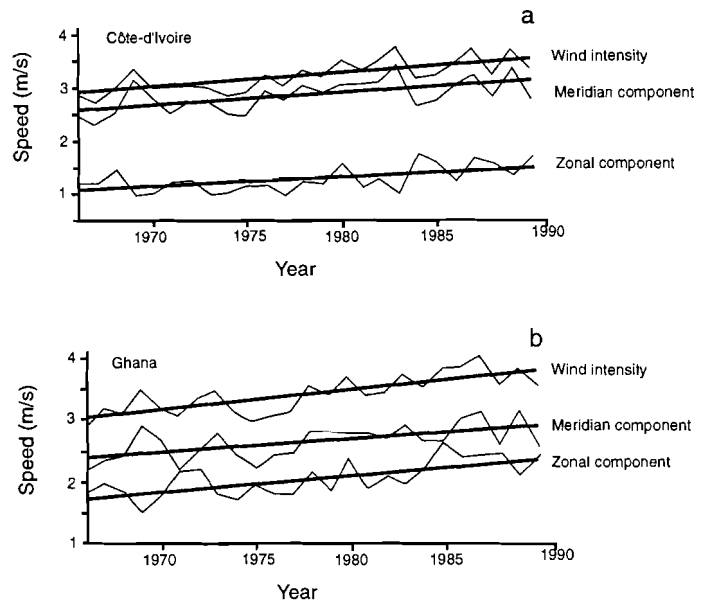 a
Côte-d'Ivoire
4
3
2
1
Speed (m/s)
Wind intensity
Meridian component
Zonal component
1970 1975 1980 1985 1990
Year
b
Ghana
4
3
2
1
Speed (m/s)
Wind intensity
Meridian component
Zonal component
1970 1975 1980 1985 1990
Year